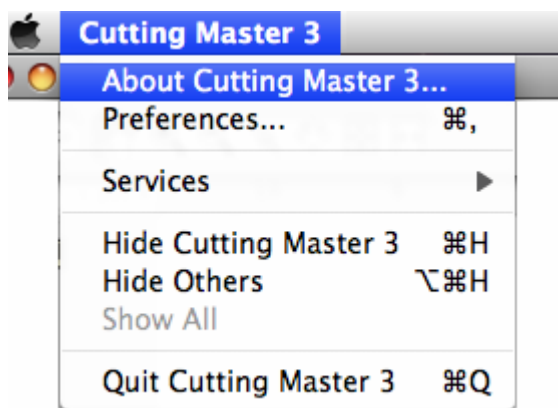 Cutting Master 3
About Cutting Master 3...
Preferences... ⌘,
Services ▶
Hide Cutting Master 3 ⌘H
Hide Others ⌥⌘H
Show All
Quit Cutting Master 3 ⌘Q